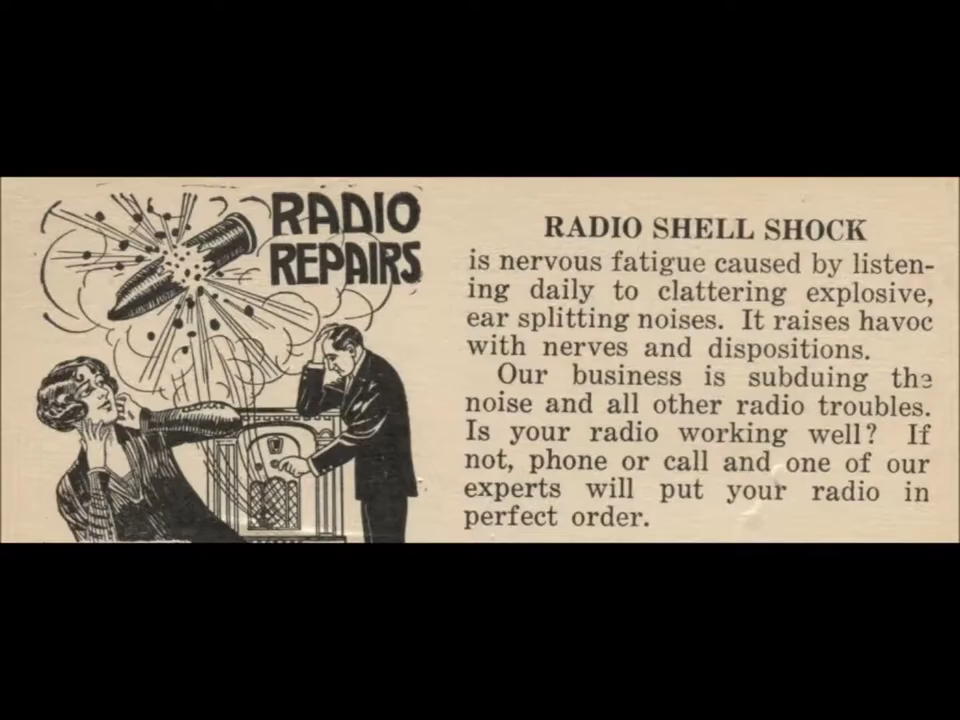 RADIO
REPAIRS
RADIO SHELL SHOCK
is nervous fatigue caused by listen-
ing daily to clattering explosive,
ear splitting noises. It raises havoc
with nerves and dispositions.
Our business is subduing the
noise and all other radio troubles.
Is your radio working well? If
not, phone or call and one of our
experts will put your radio in
perfect order.